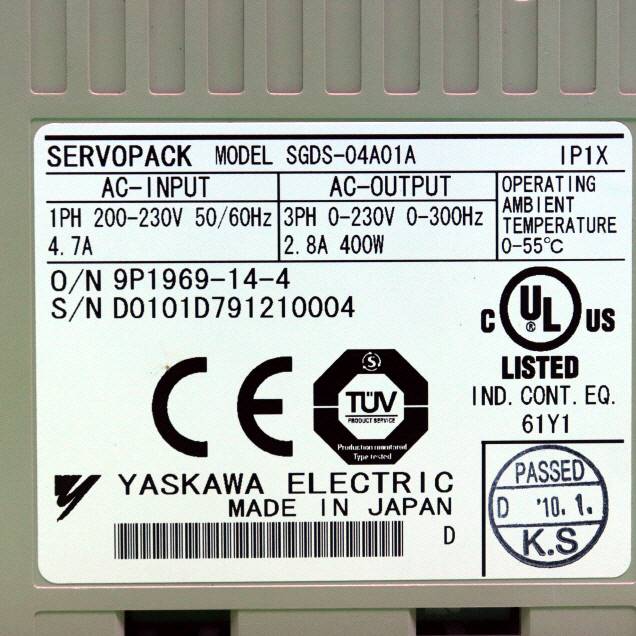 SERVOPACK MODEL SGDS-04A01A IP1X
AC-INPUT
1PH 200-230V 50/60Hz
4.7A
AC-OUTPUT
3PH 0-230V 0-300Hz
2.8A 400W
OPERATING
AMBIENT
TEMPERATURE
0-55°C
O/N 9P1969-14-4
S/N D0101D791210004
C UL US
®
LISTED
IND. CONT. EQ.
61Y1
CE
S
TÜV
PRODUCT SERVICE
Production monitored
Type tested
YASKAWA ELECTRIC
MADE IN JAPAN
D
PASSED
D '10. 1.
K.S